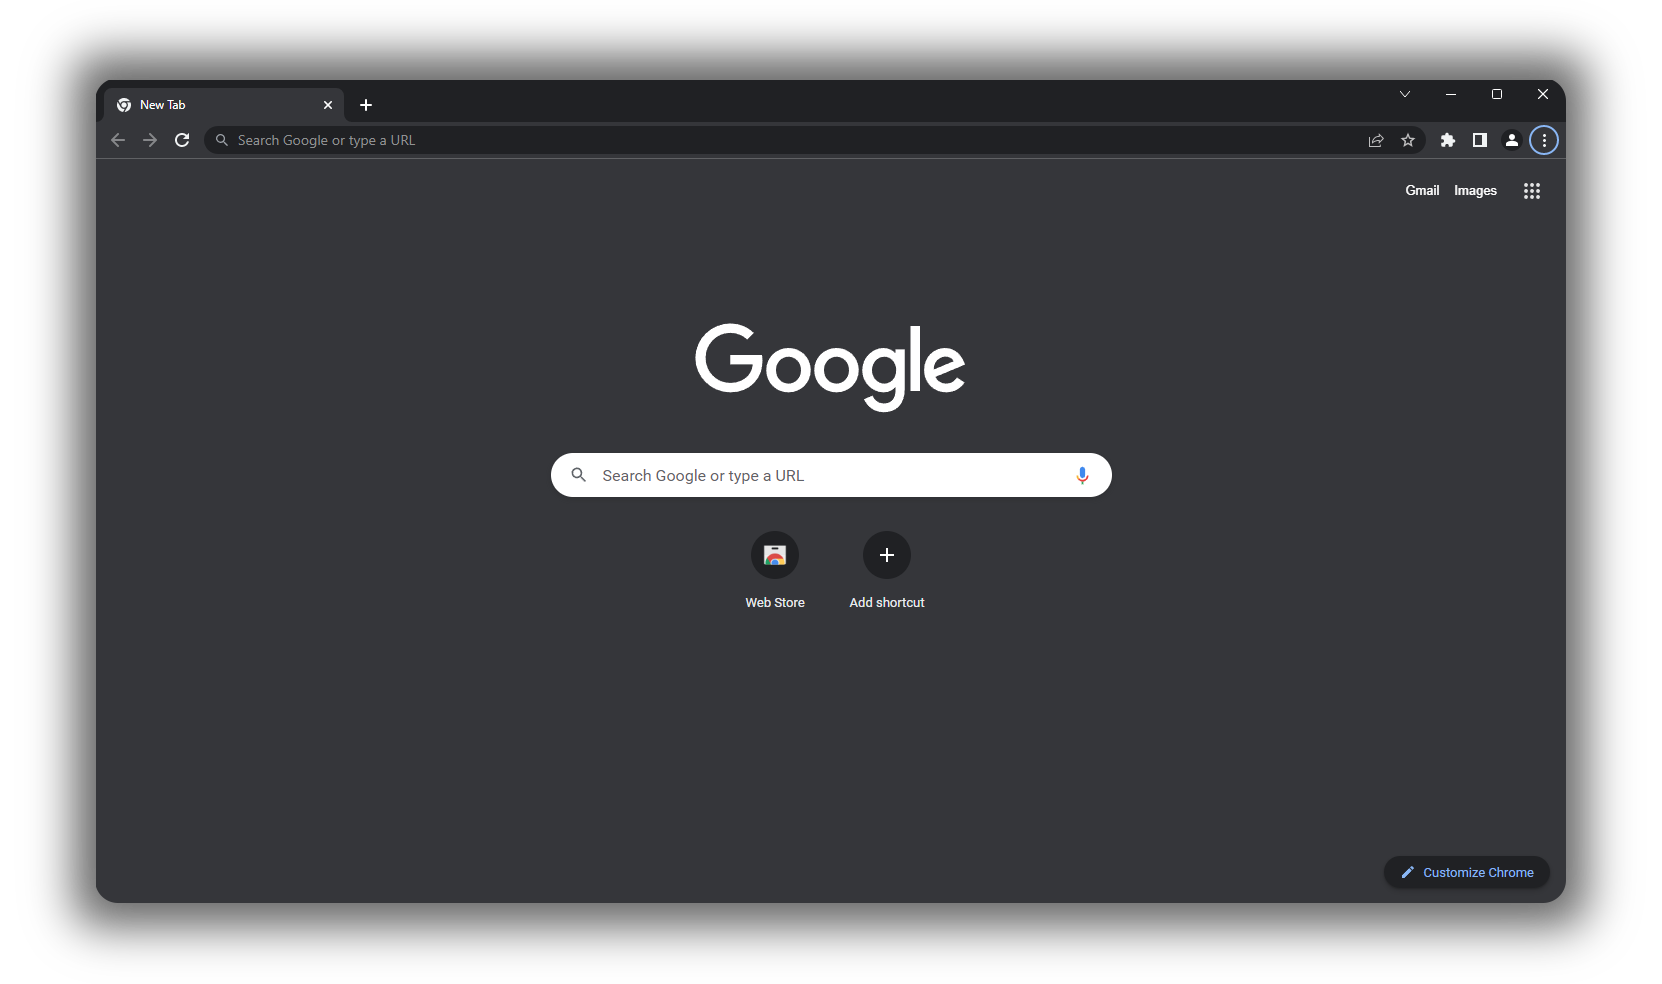 New Tab
Search Google or type a URL
Gmail Images
Google
Search Google or type a URL
Web Store Add shortcut
Customize Chrome